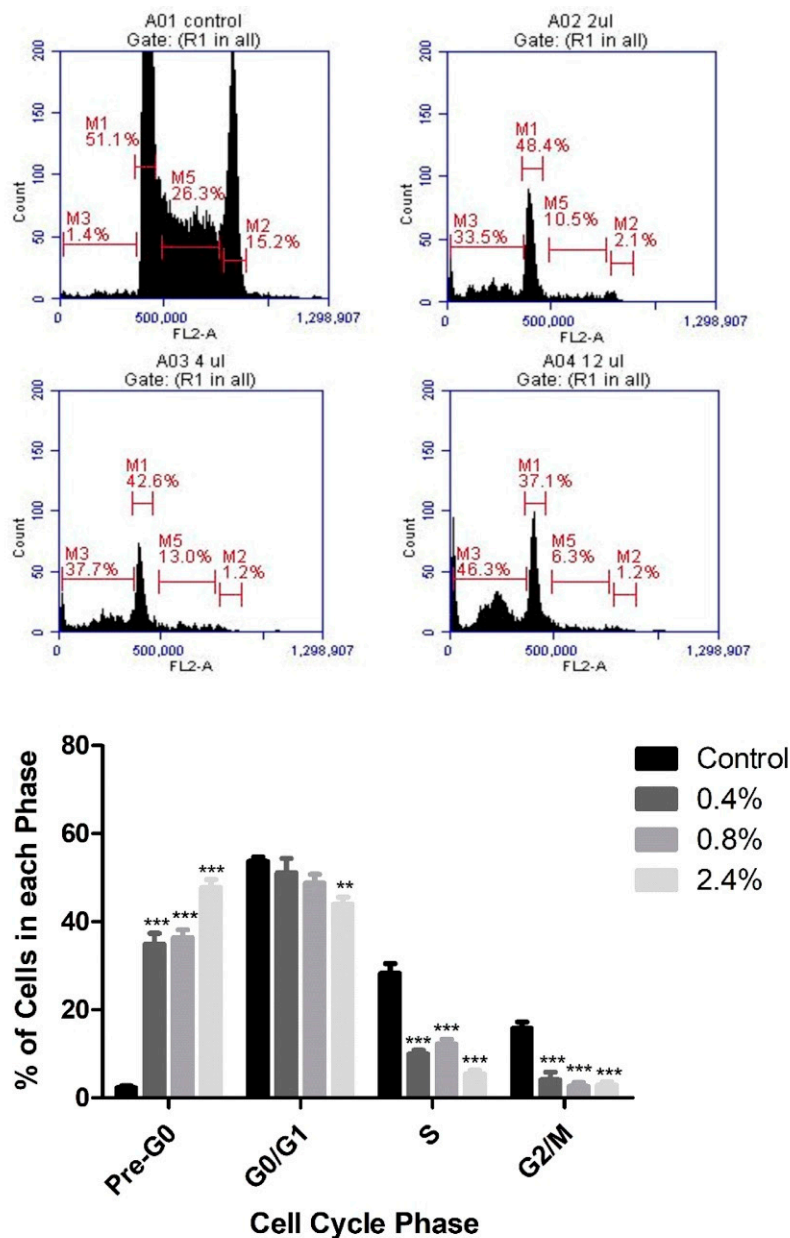 A01 control
Gate: (R1 in all)
200
150
100
50
0
Count
M1
51.1%
M5
26.3%
M3
1.4%
M2
15.2%
0
500,000
1,298,907
FL2-A
A02 2ul
Gate: (R1 in all)
200
150
100
50
0
Count
M1
48.4%
M5
10.5%
M3
33.5%
M2
2.1%
0
500,000
1,298,907
FL2-A
A03 4 ul
Gate: (R1 in all)
200
150
100
50
0
Count
M1
42.6%
M5
13.0%
M3
37.7%
M2
1.2%
0
500,000
1,298,907
FL2-A
A04 12 ul
Gate: (R1 in all)
200
150
100
50
0
Count
M1
37.1%
M5
6.3%
M3
46.3%
M2
1.2%
0
500,000
1,298,907
FL2-A
% of Cells in each Phase
80
60
40
20
0
*** *** ***
**
*** *** ***
*** *** ***
Control
0.4%
0.8%
2.4%
Pre-G0
G0/G1
S
G2/M
Cell Cycle Phase